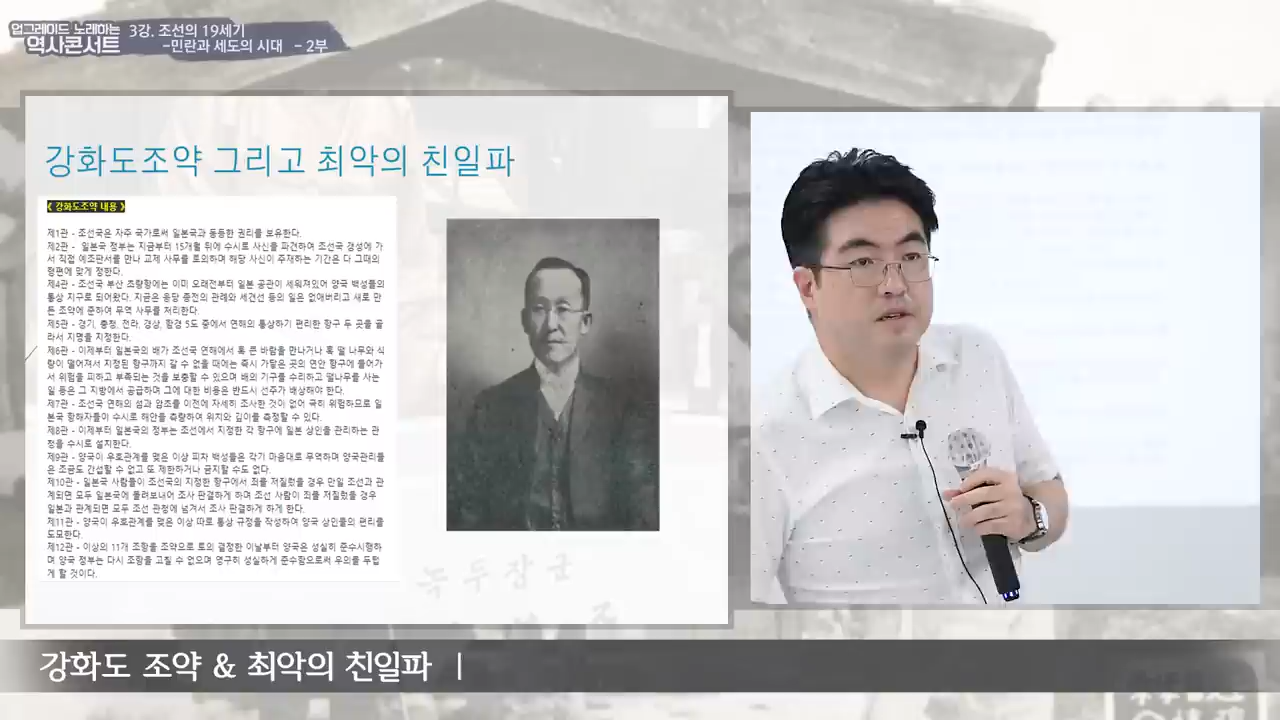 업그레이드 노래하는
역사콘서트
3강. 조선의 19세기
-민란과 세도의 시대 - 2부
강화도조약 그리고 최악의 친일파
《 강화도조약 내용 》
제1관 - 조선국은 자주 국가로써 일본국과 동등한 권리를 보유한다.
제2관 - 일본국 정부는 지금부터 15개월 뒤에 수시로 사신을 파견하여 조선국 경성에 가
서 직접 예조판서를 만나 교제 사무를 토의하며 해당 사신이 주재하는 기간은 다 그때의
형편에 맞게 정한다.
제4관 - 조선국 부산 초량항에는 이미 오래전부터 일본 공관이 세워져있어 양국 백성들의
통상 지구로 되어왔다. 지금은 응당 종전의 관례와 세견선 등의 일은 없애버리고 새로 만
든 조약에 준하여 무역 사무를 처리한다.
제5관 - 경기, 충청, 전라, 경상, 함경 5도 중에서 연해의 통상하기 편리한 항구 두 곳을 골
라서 지명을 지정한다.
제6관 - 이제부터 일본국의 배가 조선국 연해에서 혹 큰 바람을 만나거나 혹 땔 나무와 식
량이 떨어져서 지정된 항구까지 갈 수 없을 때에는 즉시 가닿은 곳의 연안 항구에 들어가
서 위험을 피하고 부족되는 것을 보충할 수 있으며 배의 기구를 수리하고 땔나무를 사는
일 등은 그 지방에서 공급하며 그에 대한 비용은 반드시 선주가 배상해야 한다.
제7관 - 조선국 연해의 섬과 암초를 이전에 자세히 조사한 것이 없어 극히 위험하므로 일
본국 항해자들이 수시로 해안을 측량하여 위치와 깊이를 측정할 수 있다.
제8관 - 이제부터 일본국의 정부는 조선에서 지정한 각 항구에 일본 상인을 관리하는 관
청을 수시로 설치한다.
제9관 - 양국이 우호관계를 맺은 이상 피차 백성들은 각기 마음대로 무역하며 양국관리들
은 조금도 간섭할 수 없고 또 제한하거나 금지할 수도 없다.
제10관 - 일본국 사람들이 조선국의 지정한 항구에서 죄를 저질렀을 경우 만일 조선과 관
계되면 모두 일본국에 돌려보내어 조사 판결하게 하며 조선 사람이 죄를 저질렀을 경우
일본과 관계되면 모두 조선 관청에 넘겨서 조사 판결하게 하게 한다.
제11관 - 양국이 우호관계를 맺은 이상 따로 통상 규정을 작성하여 양국 상인들의 편리를
도모한다.
제12관 - 이상의 11개 조항을 조약으로 토의 결정한 이날부터 양국은 성실히 준수시행하
며 양국 정부는 다시 조항을 고칠 수 없으며 영구히 성실하게 준수함으로써 우의를 두텁
게 할 것이다.
녹두장군
강화도 조약 & 최악의 친일파 |